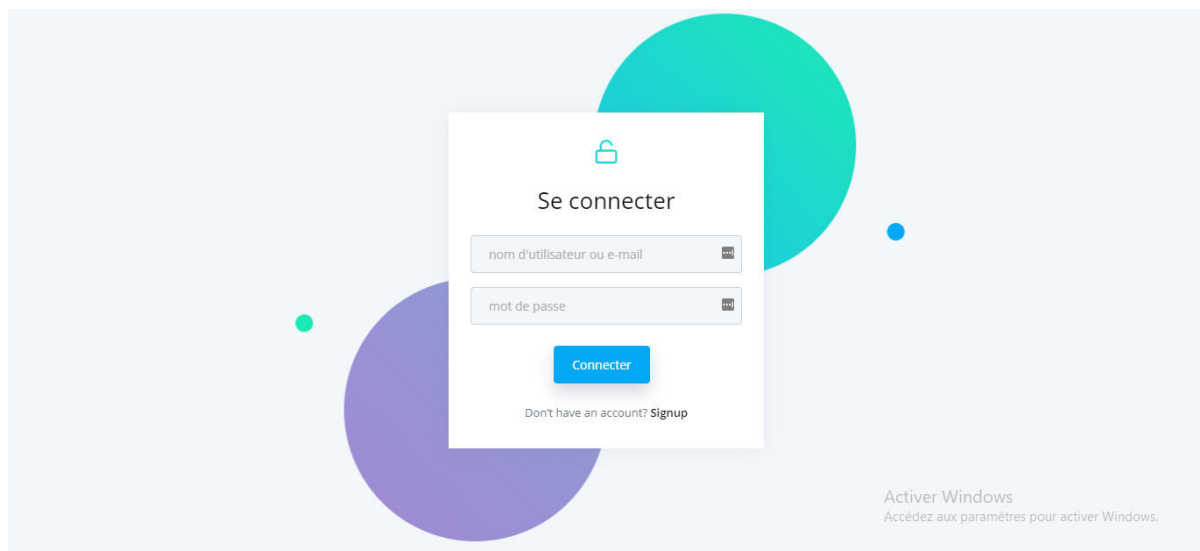 Se connecter
nom d'utilisateur ou e-mail
mot de passe
Connecter
Don't have an account? Signup
Activer Windows
Accédez aux paramètres pour activer Windows.